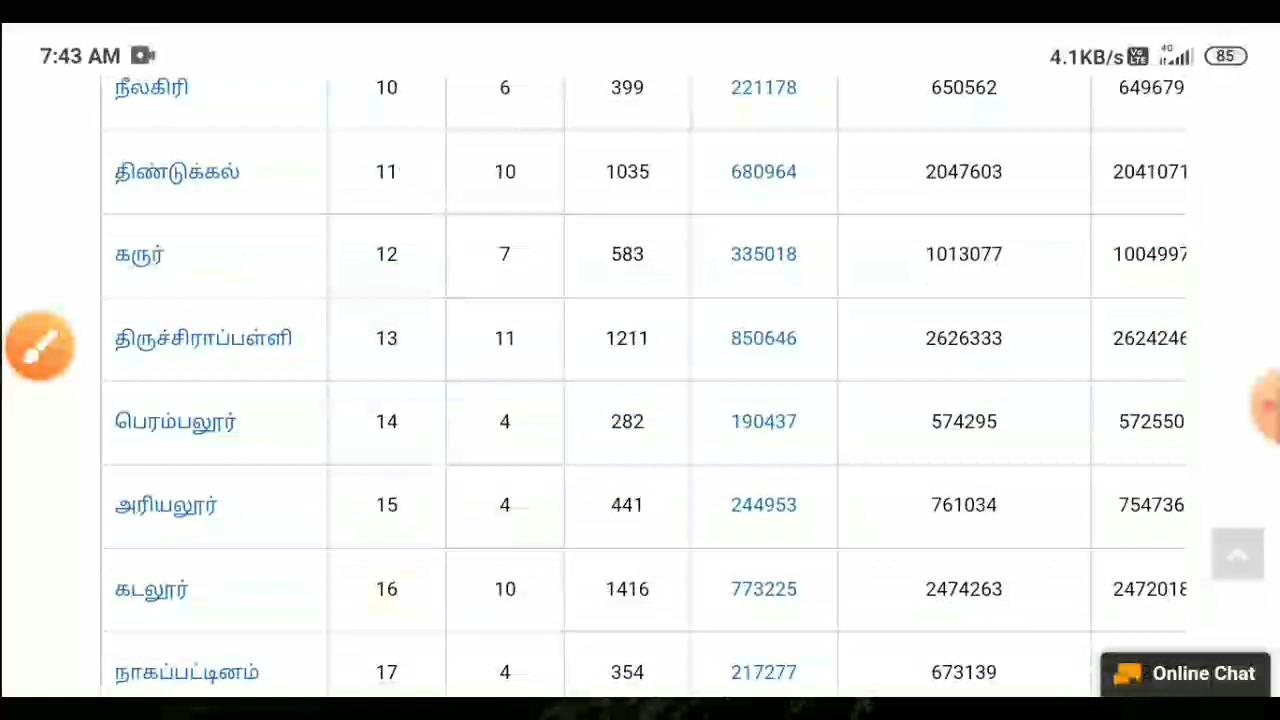 7:43 AM 4.1KB/s Vo LTE 4G 85
நீலகிரி 10 6 399 221178 650562 649679
திண்டுக்கல் 11 10 1035 680964 2047603 2041071
கரூர் 12 7 583 335018 1013077 1004997
திருச்சிராப்பள்ளி 13 11 1211 850646 2626333 2624246
பெரம்பலூர் 14 4 282 190437 574295 572550
அரியலூர் 15 4 441 244953 761034 754736
கடலூர் 16 10 1416 773225 2474263 2472018
நாகப்பட்டினம் 17 4 354 217277 673139
Online Chat